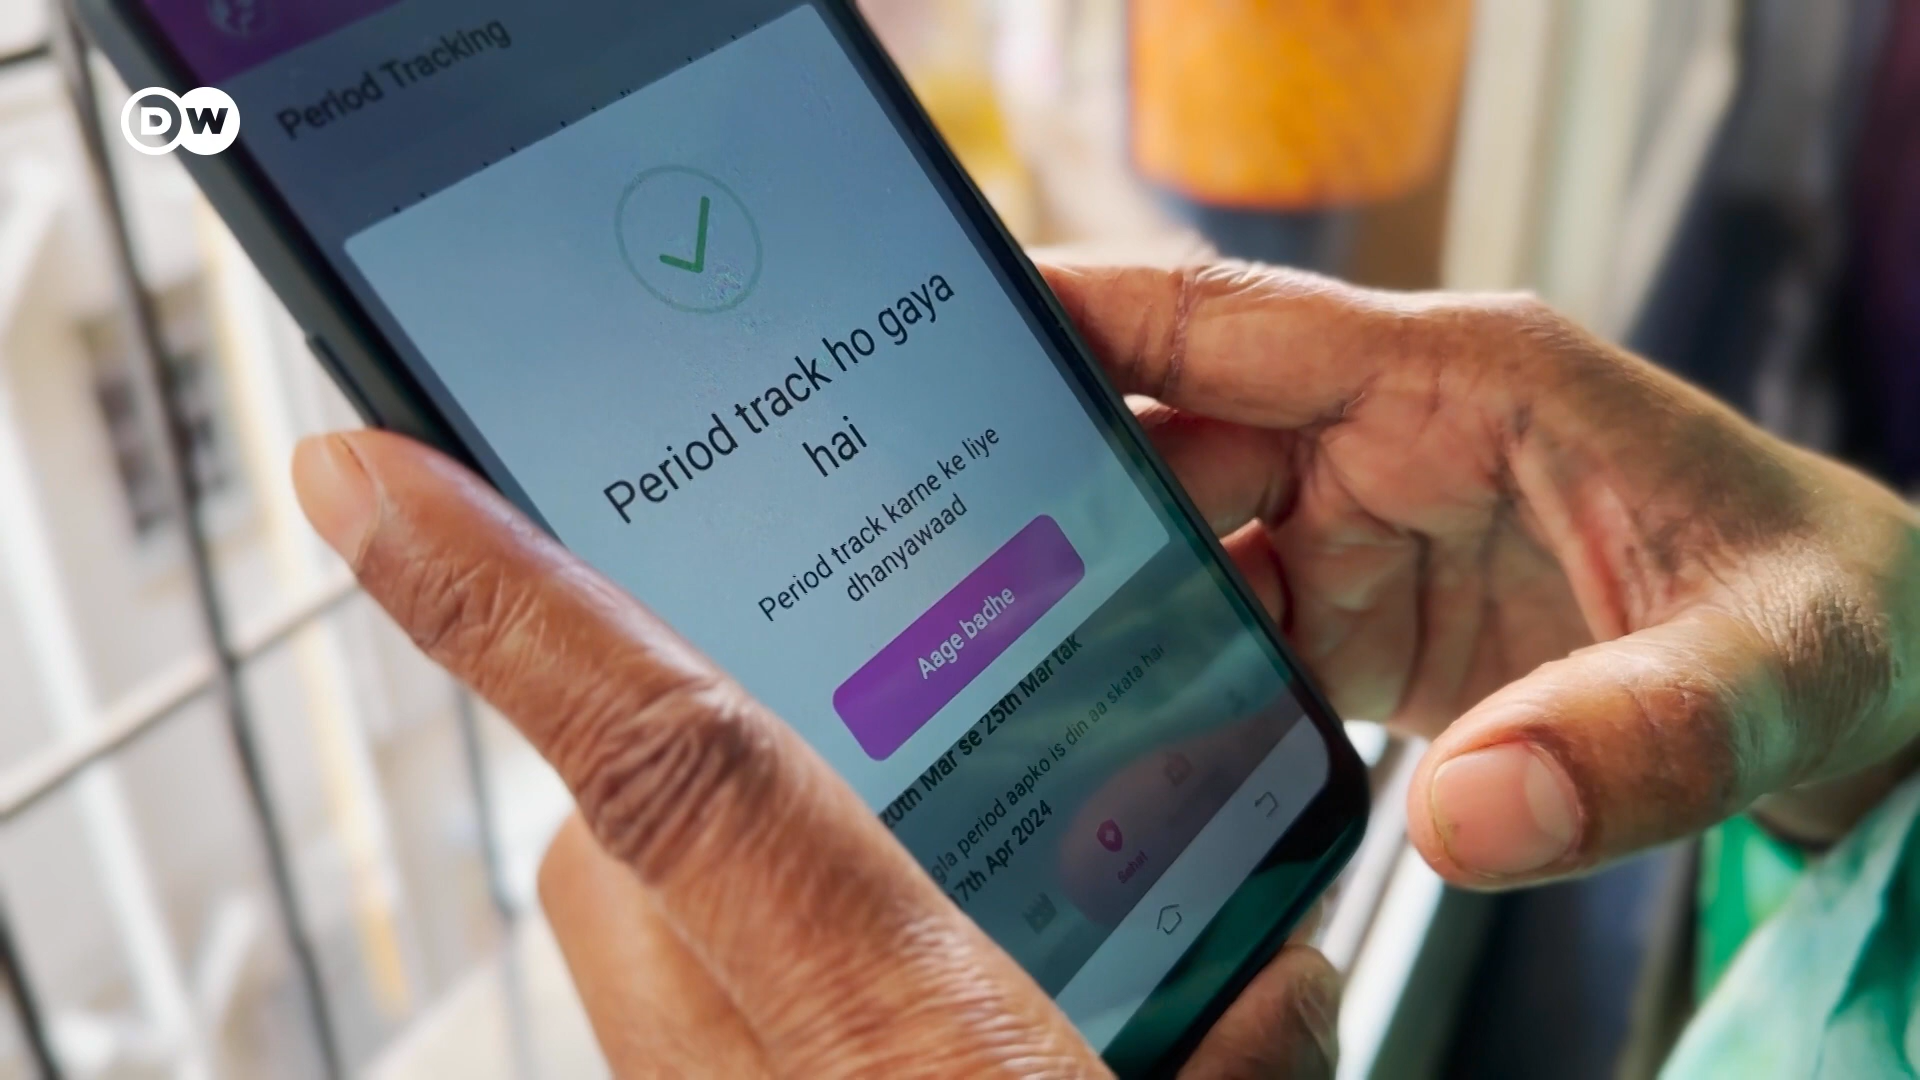 DW
Period Tracking
Period track ho gaya
hai
Period track karne ke liye
dhanyawaad
Aage badhe
20th Mar se 25th Mar tak
period aapko is din aa skata hai
7th Apr 2024
Sehat